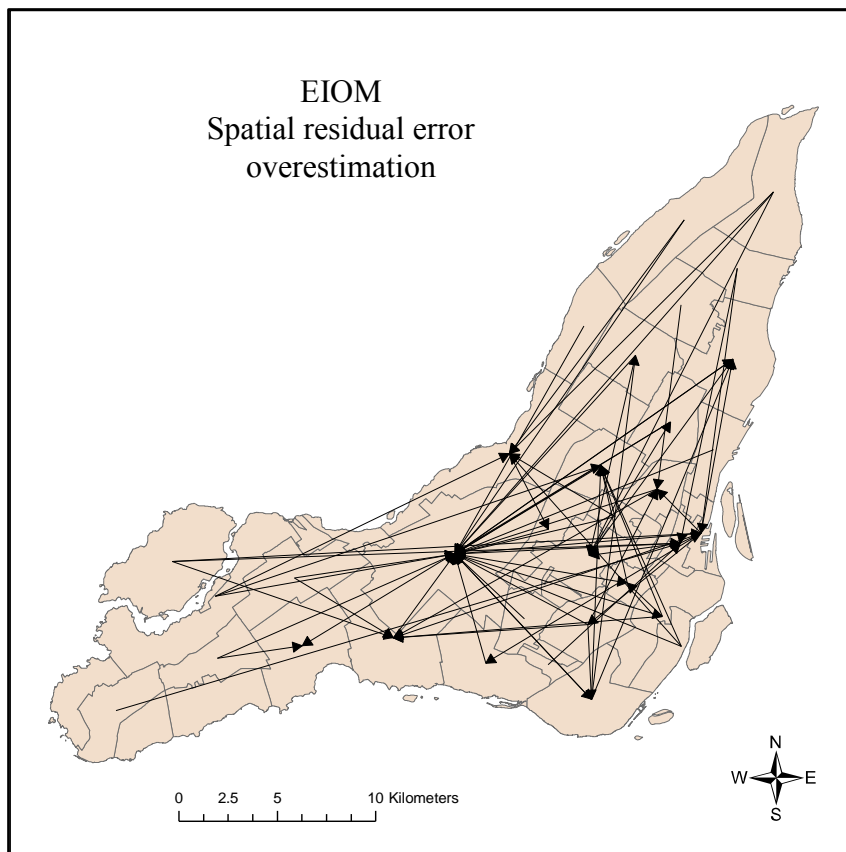 EIOM
Spatial residual error
overestimation
N
W E
S
0 2.5 5 10 Kilometers